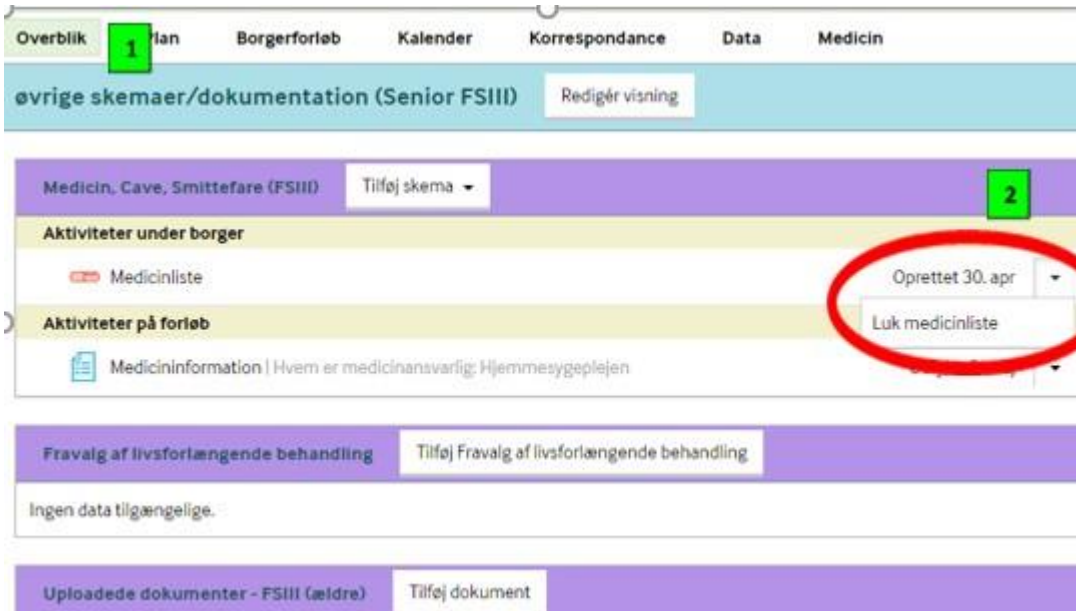 Overblik 1 lan Borgerforløb Kalender Korrespondance Data Medicin
øvrige skemaer/dokumentation (Senior FSIII) Redigér visning
Medicin, Cave, Smittefare (FSIII) Tilføj skema
2
Aktiviteter under borger
Medicinliste Oprettet 30. apr
Aktiviteter på forløb Luk medicinliste
Medicininformation | Hvem er medicinansvarlig: Hjemmesygeplejen
Fravalg af livsforlængende behandling Tilføj Fravalg af livsforlængende behandling
Ingen data tilgængelige.
Uploadede dokumenter - FSIII (ældre) Tilføj dokument